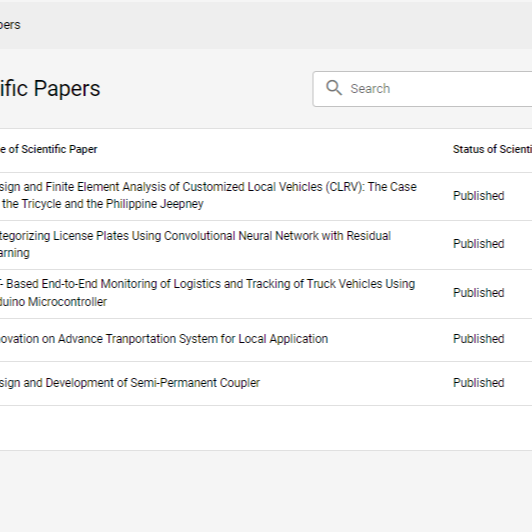 pers
ific Papers
Search
e of Scientific Paper
Status of Scienti
sign and Finite Element Analysis of Customized Local Vehicles (CLRV): The Case
the Tricycle and the Philippine Jeepney
Published
tegorizing License Plates Using Convolutional Neural Network with Residual
arning
Published
- Based End-to-End Monitoring of Logistics and Tracking of Truck Vehicles Using
duino Microcontroller
Published
ovation on Advance Tranportation System for Local Application
Published
sign and Development of Semi-Permanent Coupler
Published